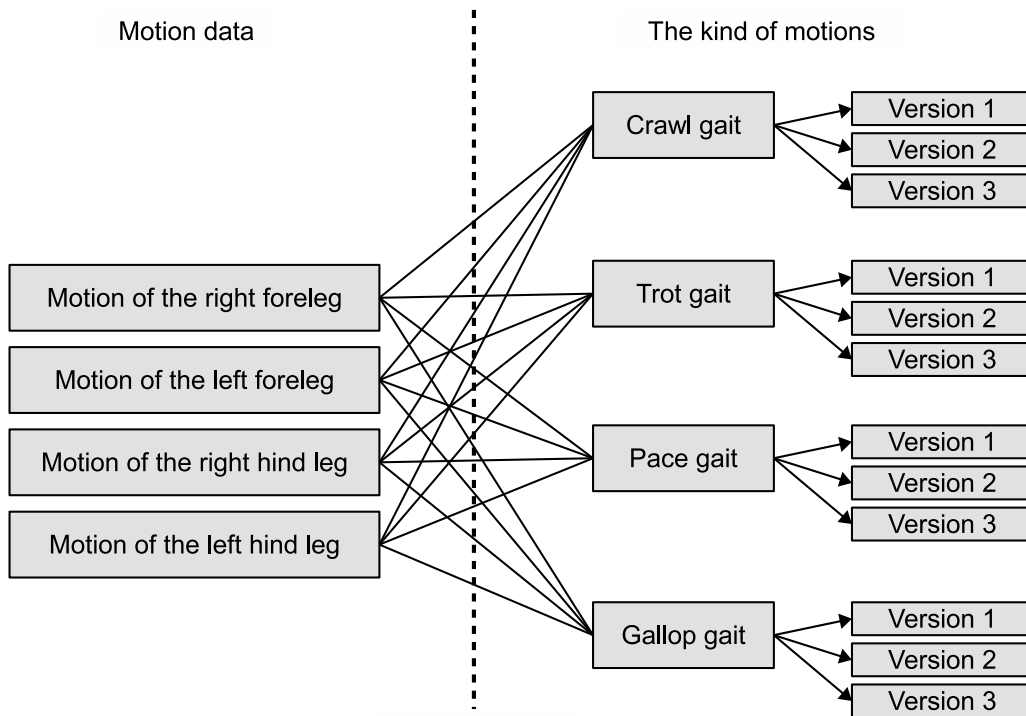 Motion data
The kind of motions
Motion of the right foreleg
Motion of the left foreleg
Motion of the right hind leg
Motion of the left hind leg
Crawl gait
Version 1
Version 2
Version 3
Trot gait
Version 1
Version 2
Version 3
Pace gait
Version 1
Version 2
Version 3
Gallop gait
Version 1
Version 2
Version 3